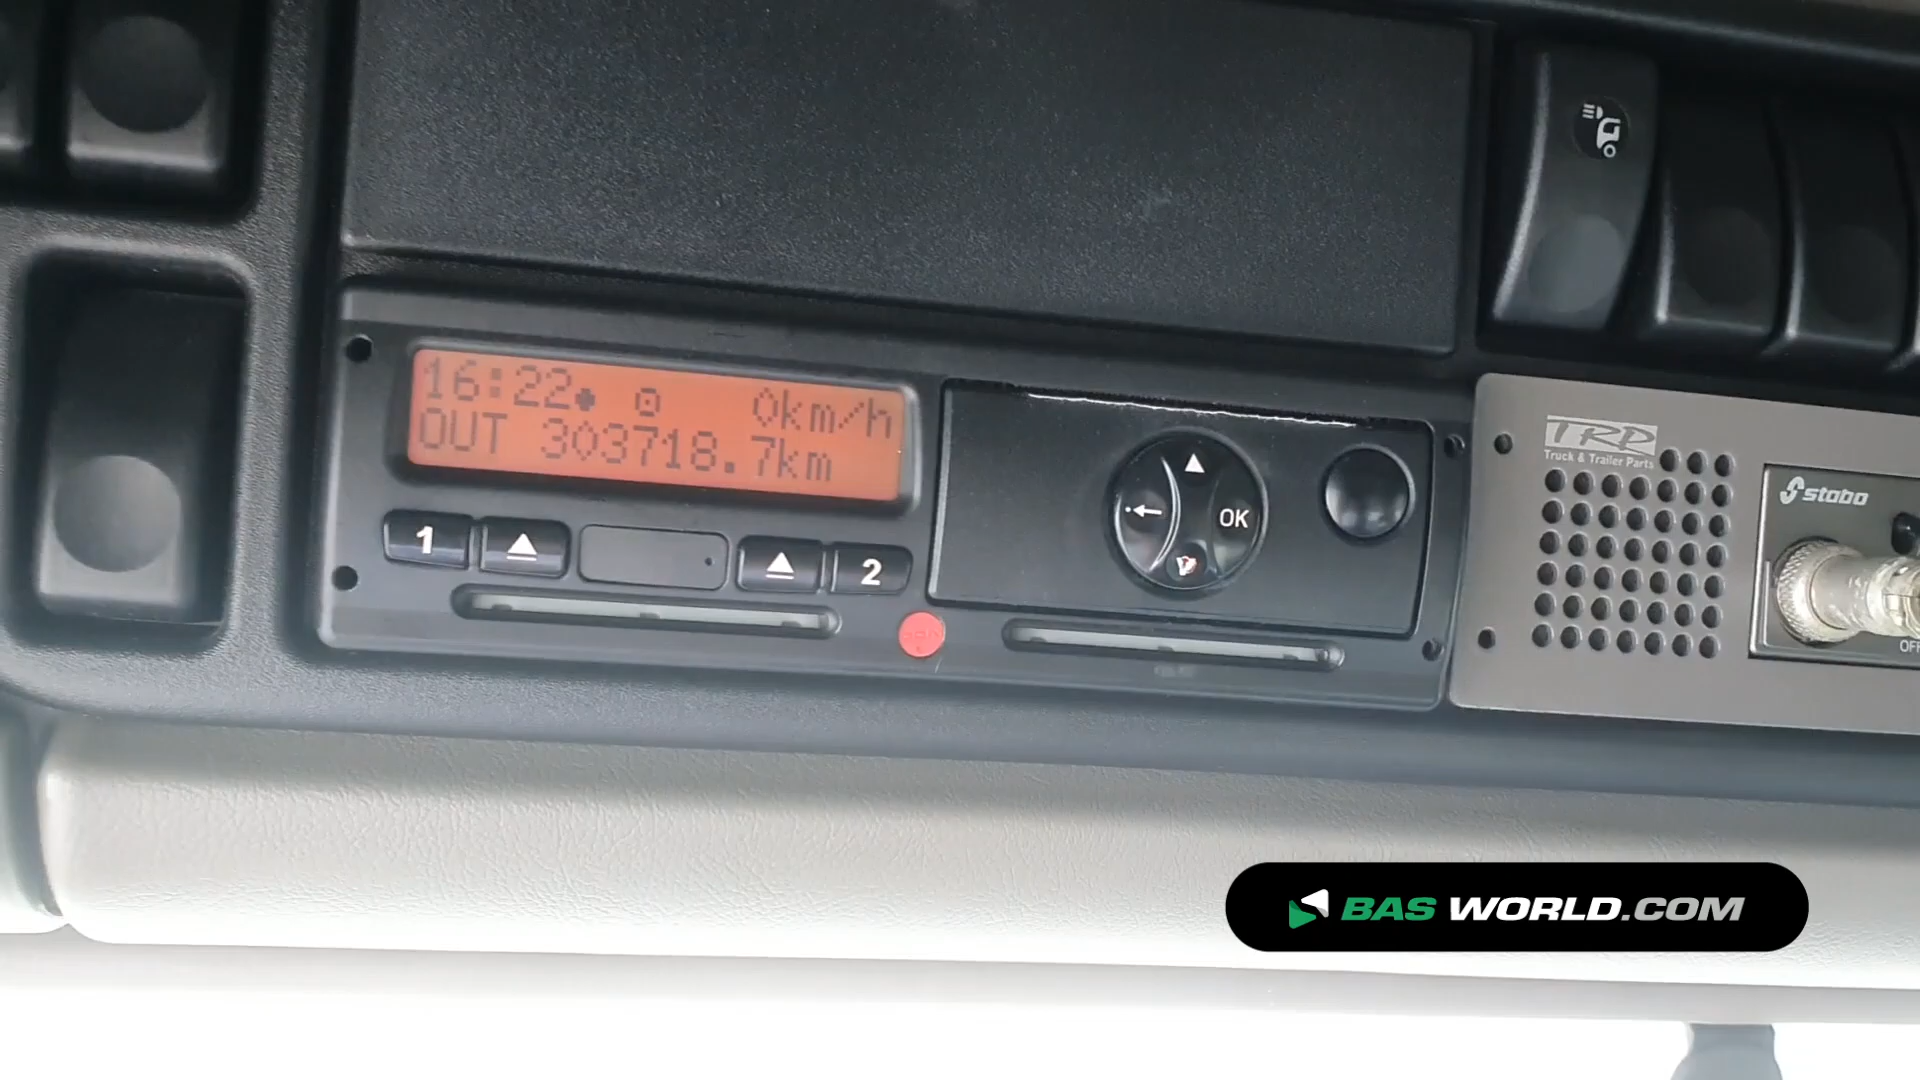 16:22 0km/h
OUT 303718.7km
1
2
OK
TRP
Truck & Trailer Parts
stabo
OFF
BAS WORLD.COM